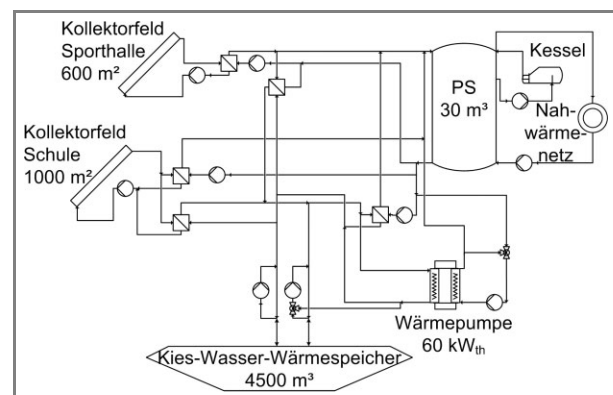 Kollektorfeld
Sporthalle
600 m²
Kollektorfeld
Schule
1000 m²
PS
30 m³
Kessel
Nah-
wärme-
netz
Wärmepumpe
60 kWth
Kies-Wasser-Wärmespeicher
4500 m³